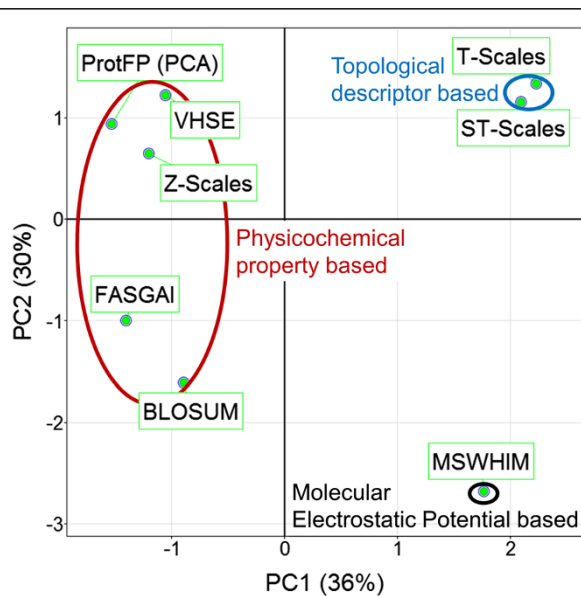 ProtFP (PCA)
VHSE
Z-Scales
Topological
descriptor based
T-Scales
ST-Scales
Physicochemical
property based
FASGAI
BLOSUM
MSWHIM
Molecular
Electrostatic Potential based
1
0
-1
-2
-3
PC2 (30%)
-1
0
1
2
PC1 (36%)